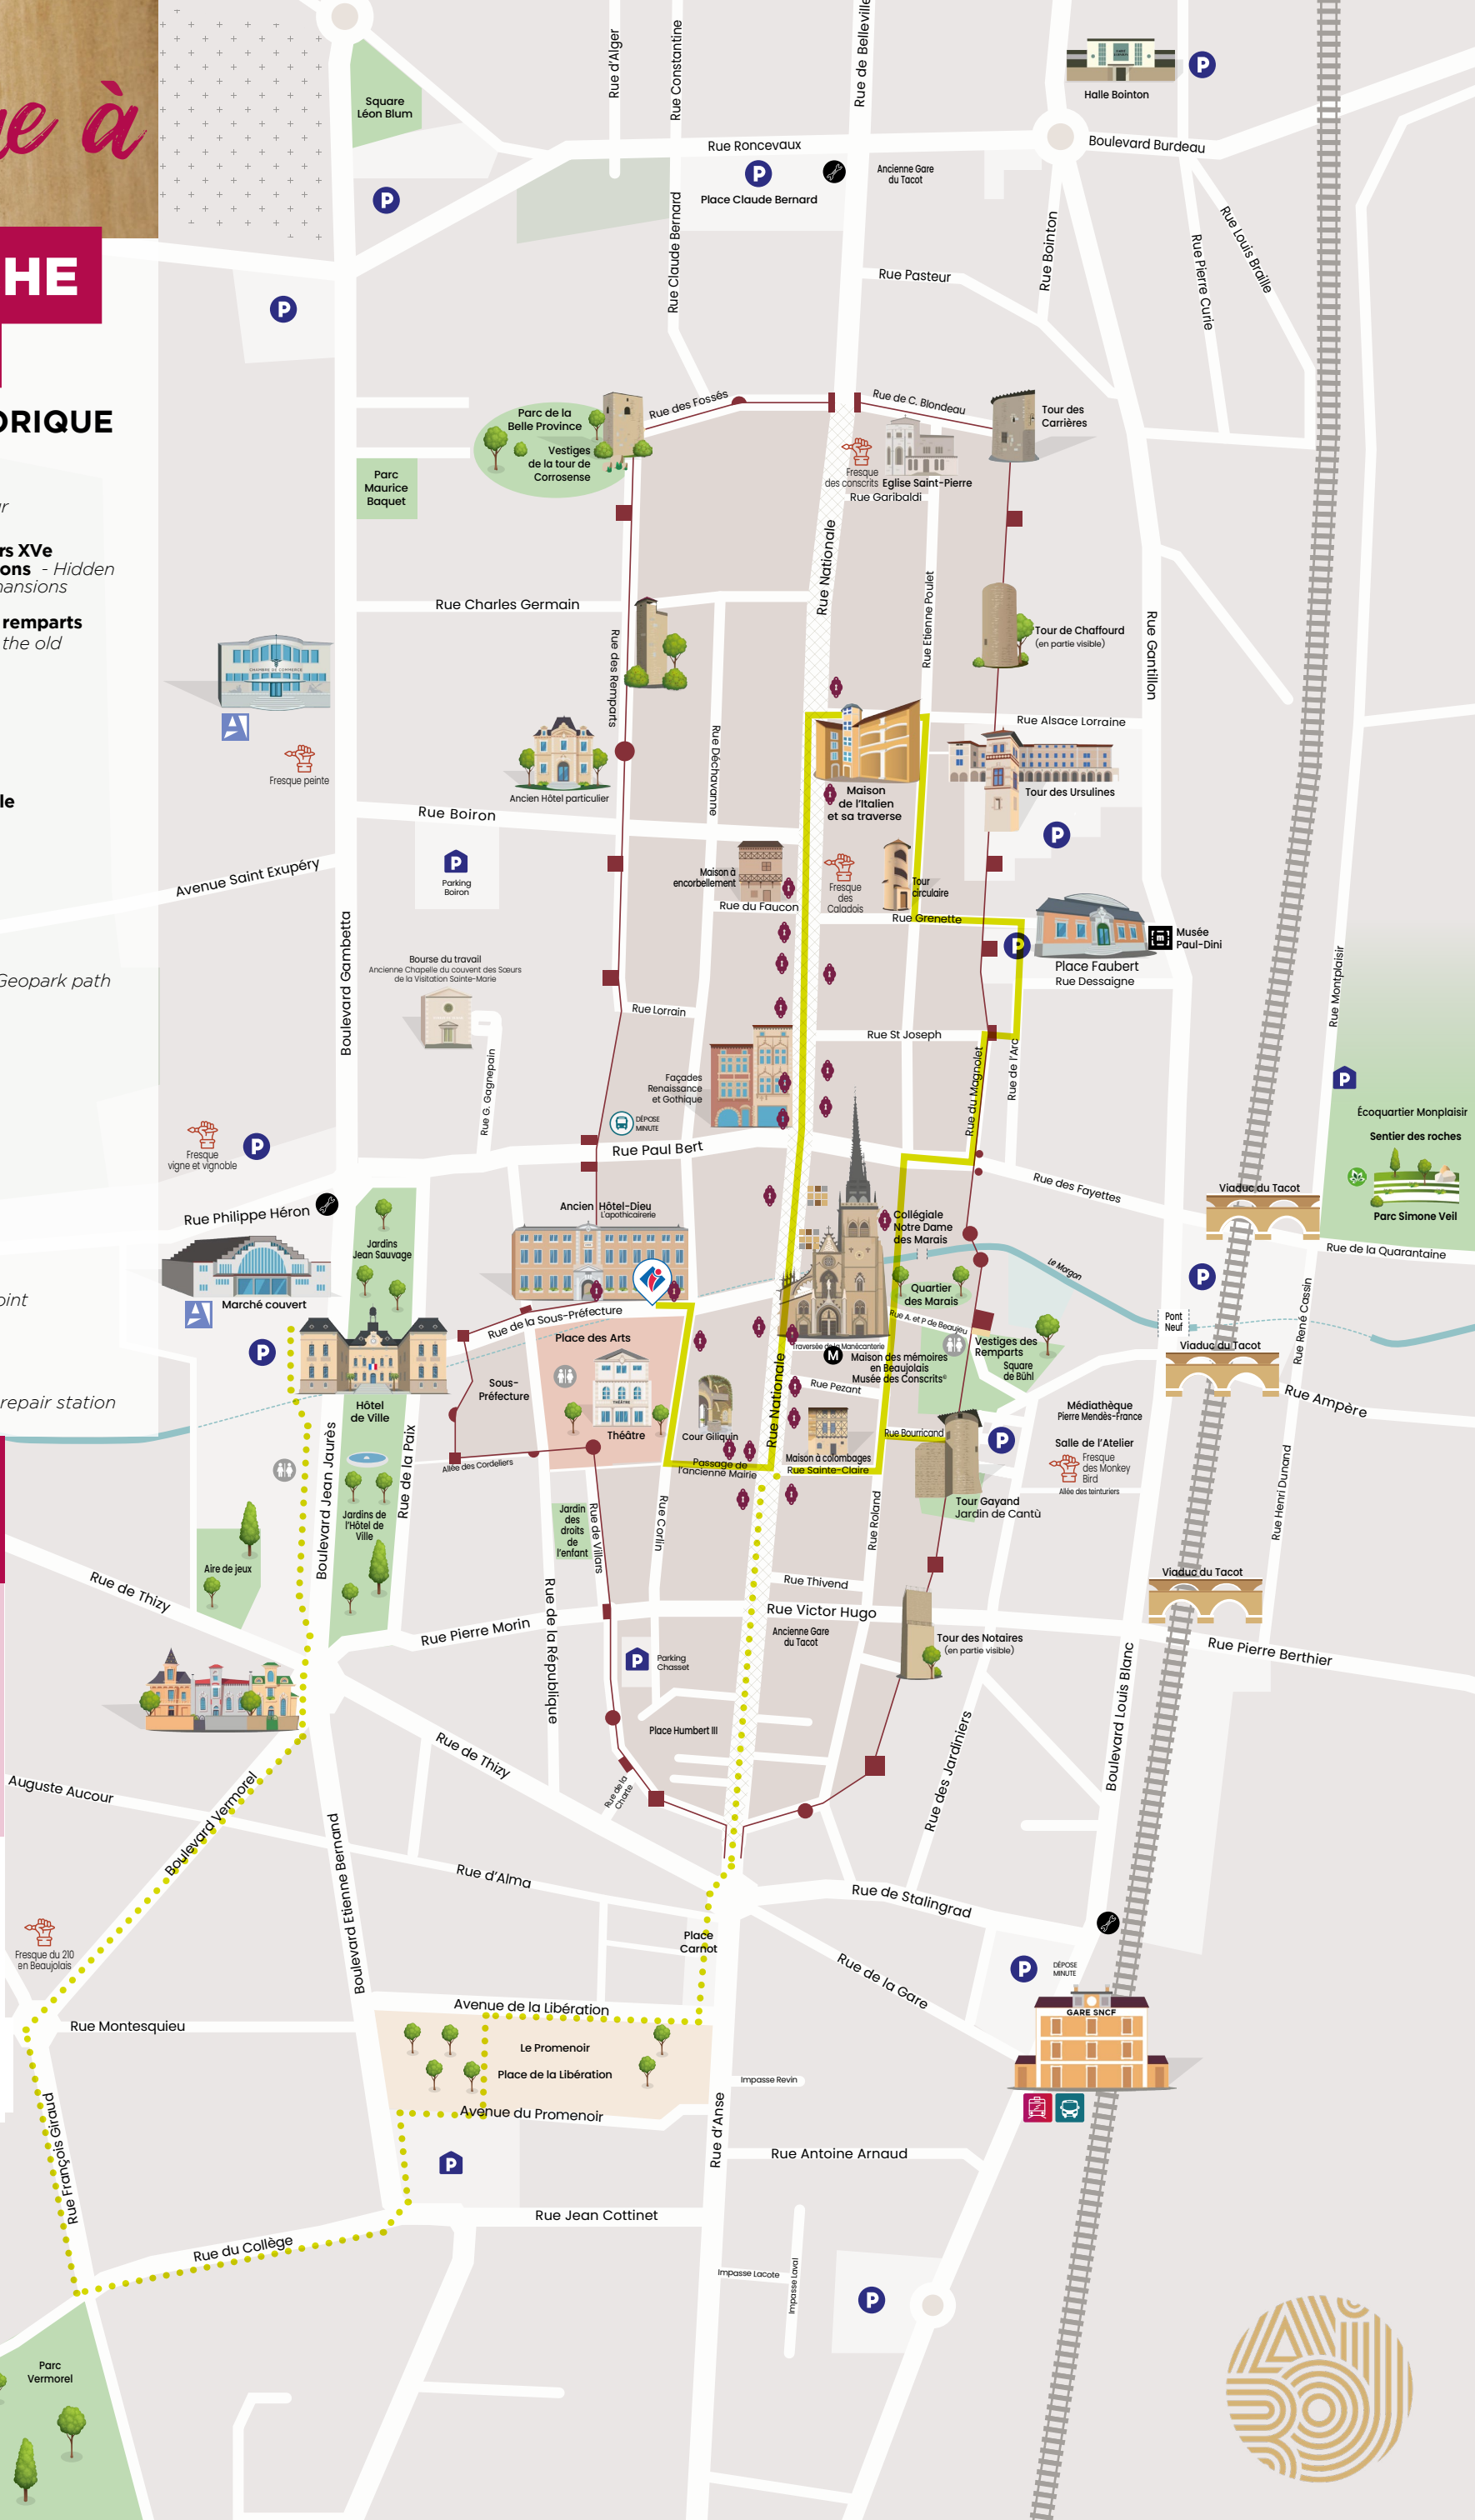 e à
HE
ORIQUE
r
rs XVe
ons - Hidden
mansions
remparts
the old
le
Geopark path
oint
repair station
Square
Léon Blum
Rue d'Alger
Rue Constantine
Rue de Belleville
Halle Bointon
P
Rue Roncevaux
Boulevard Burdeau
P
Place Claude Bernard
Ancienne Gare
du Tacot
P
Rue Claude Bernard
Rue Bointon
Rue Louis Braille
Rue Pierre Curie
Rue Pasteur
P
Rue des Fossés
Rue de C. Blondeau
Parc de la
Belle Province
Vestiges
de la tour de
Corrosense
Tour des
Carrières
Parc
Maurice
Baquet
Fresque
des conscrits
Eglise Saint-Pierre
Rue Garibaldi
Rue Nationale
Rue Etienne Poulet
Rue Charles Germain
Rue des Remparts
Tour de Chaffourd
(en partie visible)
Rue Gantillon
CHAMBRE DE COMMERCE
Fresque peinte
Ancien Hôtel particulier
Rue Déchavanne
Rue Alsace Lorraine
Maison
de l'Italien
et sa traverse
Tour des Ursulines
P
Rue Boiron
P
Parking
Boiron
Avenue Saint Exupéry
Maison à
encorbellement
Rue du Faucon
Fresque
des
Caladois
Tour
circulaire
Rue Grenette
P
Musée
Paul-Dini
Place Faubert
Rue Dessaigne
Boulevard Gambetta
Bourse du travail
Ancienne Chapelle du couvent des Sœurs
de la Visitation Sainte-Marie
Rue Lorrain
Rue St Joseph
Rue Montplaisir
Rue G. Gagnepain
Façades
Renaissance
et Gothique
Rue du Magnolet
Rue de l'Arc
P
Écoquartier Monplaisir
Sentier des roches
Parc Simone Veil
DÉPOSE
MINUTE
Rue Paul Bert
Fresque
vigne et vignoble
P
Rue des Fayettes
Viaduc du Tacot
Rue de la Quarantaine
Rue Philippe Héron
Jardins
Jean Sauvage
Ancien Hôtel-Dieu
L'apothicairerie
Collégiale
Notre Dame
des Marais
Le Morgon
Marché couvert
Quartier
des Marais
P
Pont
Neuf
Rue René Cassin
Rue de la Sous-Préfecture
Place des Arts
Rue A. et P de Beaujeu
Traversée de la Manécanterie
M
Maison des mémoires
en Beaujolais
Musée des Conscrits®
Vestiges des
Remparts
Square
de Bühl
Viaduc du Tacot
Rue Ampère
P
Hôtel
de Ville
Sous-
Préfecture
THÉÂTRE
Théâtre
Cour Giliquin
Rue Nationale
Rue Pezant
Médiathèque
Pierre Mendès-France
Salle de l'Atelier
Fresque
des Monkey
Bird
Allée des teinturiers
Rue Bourricand
P
Maison à colombages
Rue Sainte-Claire
Passage de
l'ancienne Mairie
Allée des Cordeliers
Boulevard Jean Jaurès
Rue de la Paix
Jardins de
l'Hôtel de
Ville
Jardin
des
droits
de
l'enfant
Rue de Villars
Rue Corlin
Rue Roland
Tour Gayand
Jardin de Cantù
Rue Henri Dunand
Aire de jeux
Rue de Thizy
Rue Thivend
Viaduc du Tacot
Rue Pierre Morin
Rue Victor Hugo
Ancienne Gare
du Tacot
Rue de la République
P
Parking
Chasset
Tour des Notaires
(en partie visible)
Rue Pierre Berthier
Place Humbert III
Boulevard Louis Blanc
Rue de Thizy
Rue de la
Charte
Rue des Jardiniers
Auguste Aucour
Boulevard Vermorel
Boulevard Etienne Bernand
Rue d'Alma
Rue de Stalingrad
Fresque du 210
en Beaujolais
Place
Carnot
Rue de la Gare
P
DÉPOSE
MINUTE
GARE SNCF
Avenue de la Libération
Rue Montesquieu
Le Promenoir
Place de la Libération
Impasse Revin
Avenue du Promenoir
Rue d'Anse
Rue Antoine Arnaud
P
Rue François Giraud
Rue Jean Cottinet
Rue du Collège
Impasse Lacote
Impasse Laval
P
Parc
Vermorel